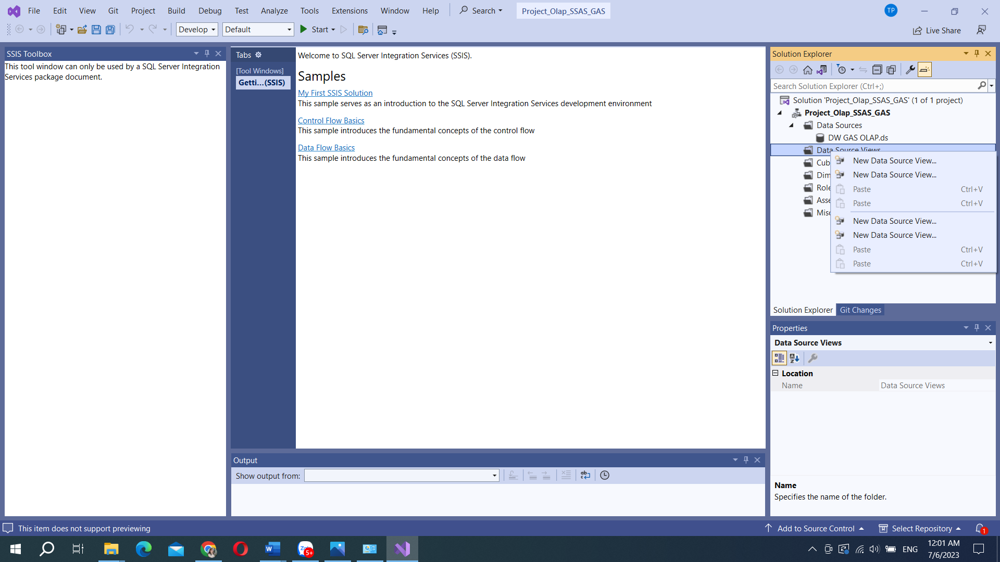 File Edit View Git Project Build Debug Test Analyze Tools Extensions Window Help Search Project_Olap_SSAS_GAS TP
Develop Default Start Live Share
SSIS Toolbox
This tool window can only be used by a SQL Server Integration
Services package document.
Tabs
[Tool Windows]
Getti...(SSIS)
Welcome to SQL Server Integration Services (SSIS).
Samples
My First SSIS Solution
This sample serves as an introduction to the SQL Server Integration Services development environment
Control Flow Basics
This sample introduces the fundamental concepts of the control flow
Data Flow Basics
This sample introduces the fundamental concepts of the data flow
Output
Show output from:
Solution Explorer
Search Solution Explorer (Ctrl+;)
Solution 'Project_Olap_SSAS_GAS' (1 of 1 project)
Project_Olap_SSAS_GAS
Data Sources
DW GAS OLAP.ds
Data Source Views
Cub
Dim
Role
Asse
Misc
New Data Source View...
New Data Source View...
Paste Ctrl+V
Paste Ctrl+V
New Data Source View...
New Data Source View...
Paste Ctrl+V
Paste Ctrl+V
Solution Explorer Git Changes
Properties
Data Source Views
Location
Name Data Source Views
Name
Specifies the name of the folder.
This item does not support previewing
Add to Source Control Select Repository 1
5+
ENG
12:01 AM
7/6/2023